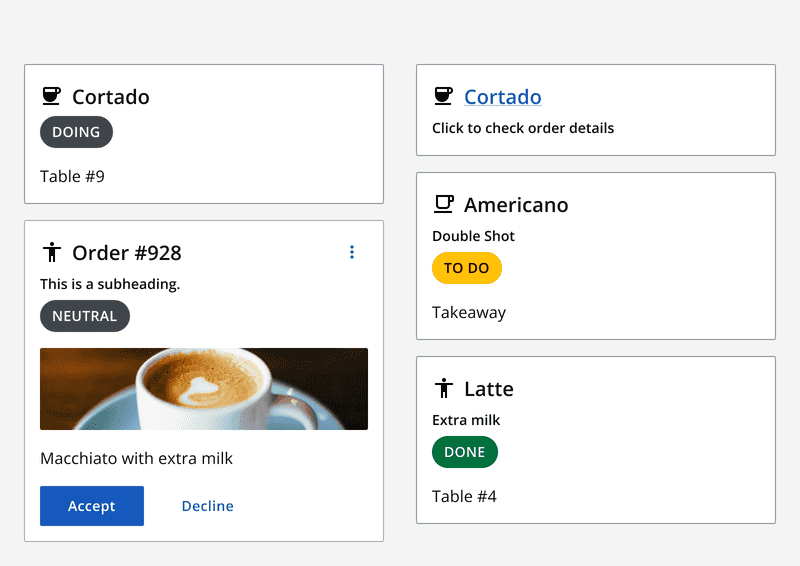 Cortado
DOING
Table #9
Order #928
This is a subheading.
NEUTRAL
Macchiato with extra milk
Accept
Decline
Cortado
Click to check order details
Americano
Double Shot
TO DO
Takeaway
Latte
Extra milk
DONE
Table #4